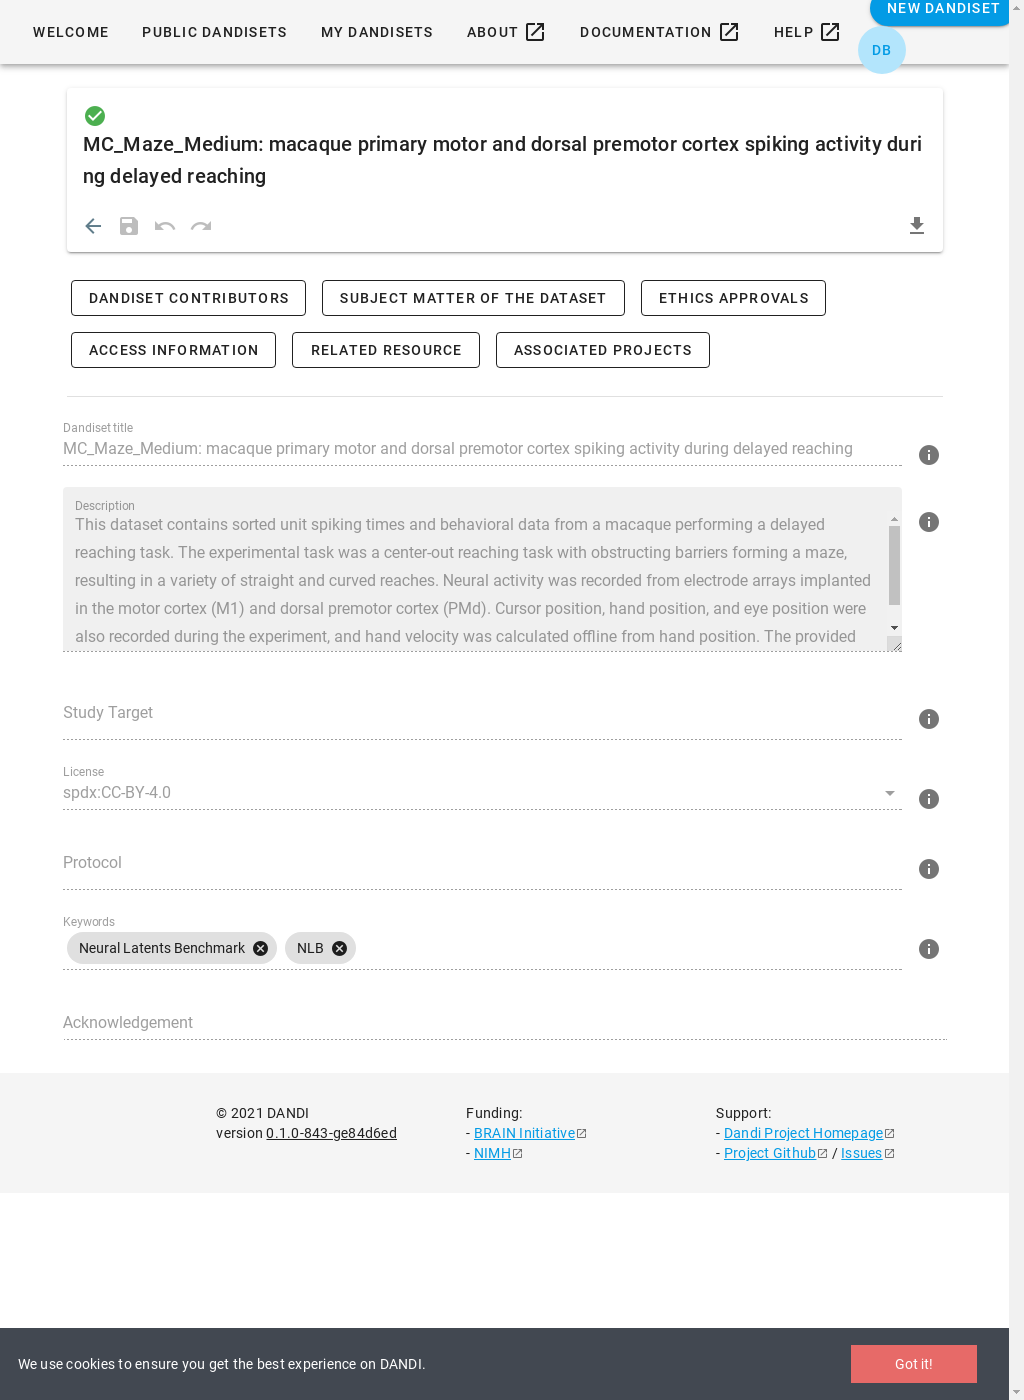 WELCOME PUBLIC DANDISETS MY DANDISETS ABOUT DOCUMENTATION HELP NEW DANDISET
DB
MC_Maze_Medium: macaque primary motor and dorsal premotor cortex spiking activity duri
ng delayed reaching
DANDISET CONTRIBUTORS SUBJECT MATTER OF THE DATASET ETHICS APPROVALS
ACCESS INFORMATION RELATED RESOURCE ASSOCIATED PROJECTS
Dandiset title
MC_Maze_Medium: macaque primary motor and dorsal premotor cortex spiking activity during delayed reaching
Description
This dataset contains sorted unit spiking times and behavioral data from a macaque performing a delayed
reaching task. The experimental task was a center-out reaching task with obstructing barriers forming a maze,
resulting in a variety of straight and curved reaches. Neural activity was recorded from electrode arrays implanted
in the motor cortex (M1) and dorsal premotor cortex (PMd). Cursor position, hand position, and eye position were
also recorded during the experiment, and hand velocity was calculated offline from hand position. The provided
Study Target
License
spdx:CC-BY-4.0
Protocol
Keywords
Neural Latents Benchmark NLB
Acknowledgement
© 2021 DANDI
version 0.1.0-843-ge84d6ed
Funding:
- BRAIN Initiative
- NIMH
Support:
- Dandi Project Homepage
- Project Github / Issues
We use cookies to ensure you get the best experience on DANDI.
Got it!